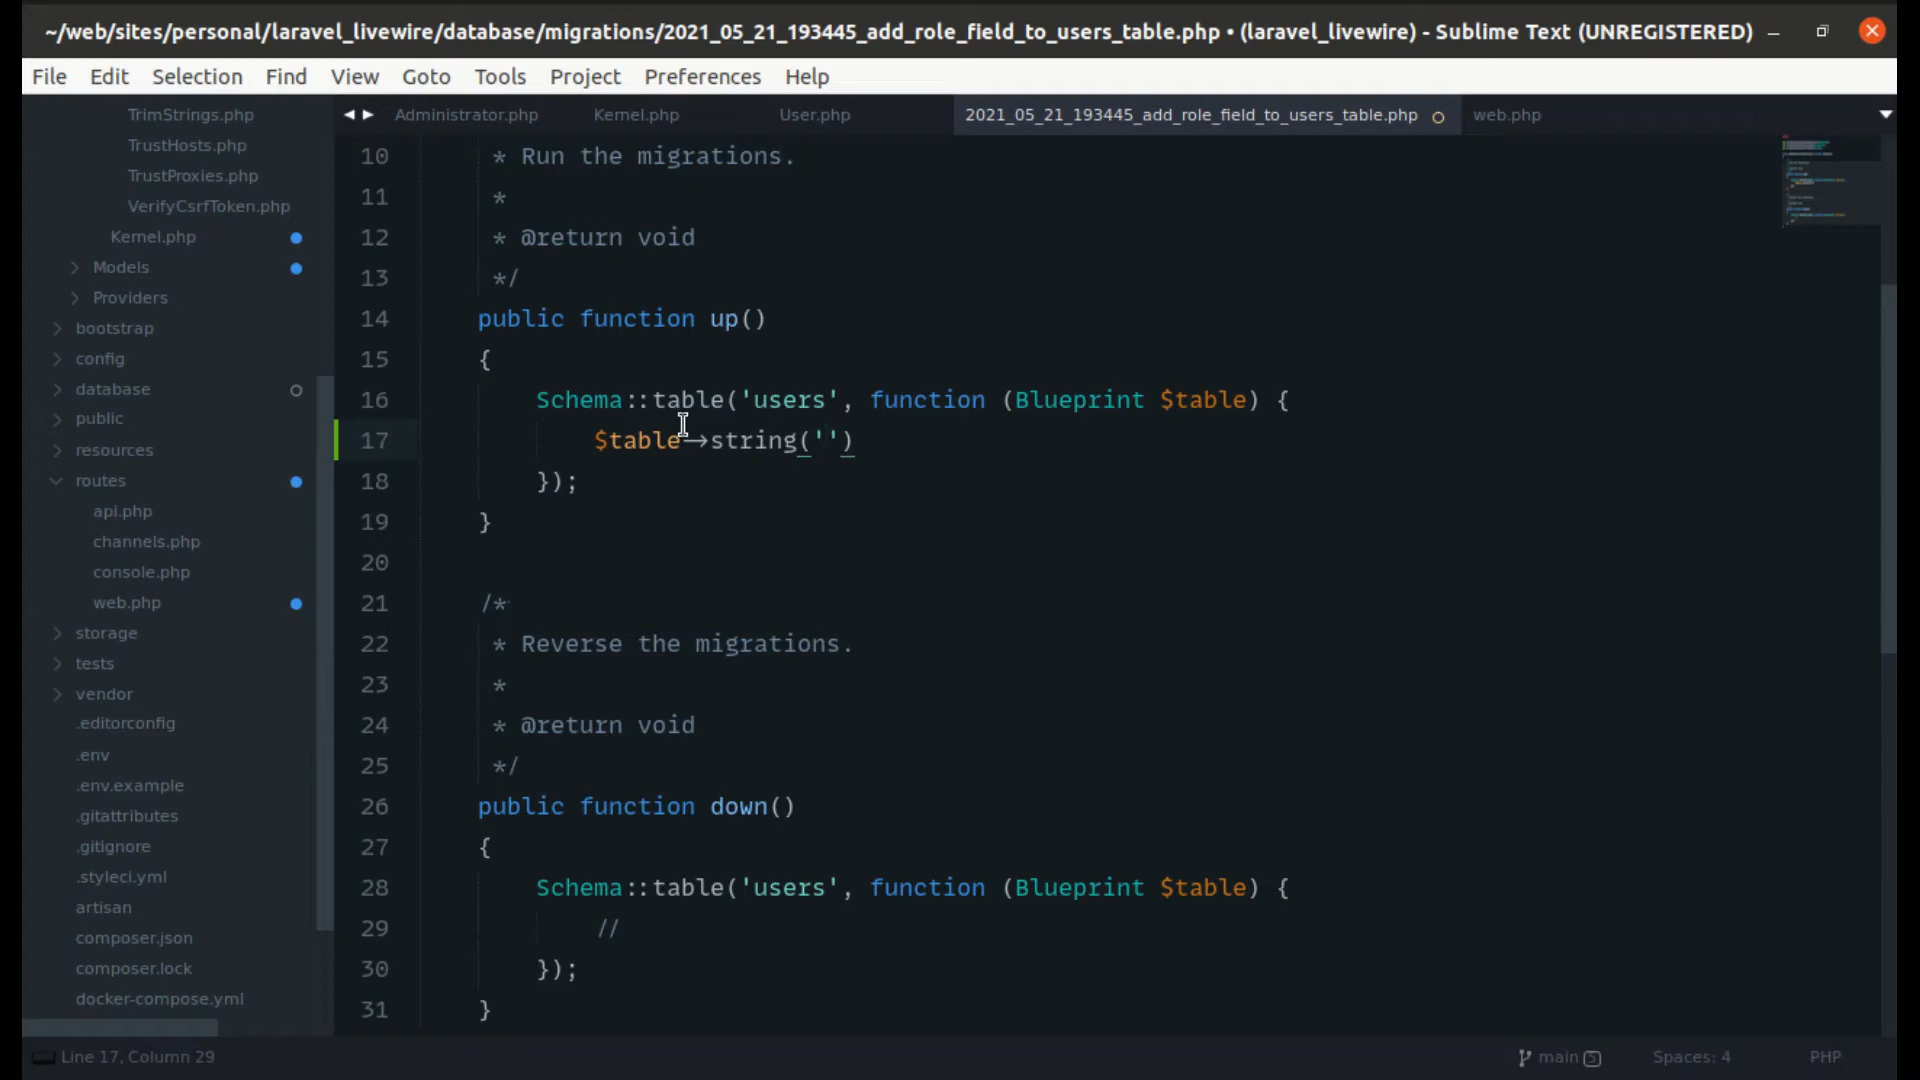 ~/web/sites/personal/laravel_livewire/database/migrations/2021_05_21_193445_add_role_field_to_users_table.php • (laravel_livewire) - Sublime Text (UNREGISTERED)
File Edit Selection Find View Goto Tools Project Preferences Help
Administrator.php Kernel.php User.php 2021_05_21_193445_add_role_field_to_users_table.php web.php
TrimStrings.php
TrustHosts.php
TrustProxies.php
VerifyCsrfToken.php
Kernel.php
Models
Providers
bootstrap
config
database
public
resources
routes
api.php
channels.php
console.php
web.php
storage
tests
vendor
.editorconfig
.env
.env.example
.gitattributes
.gitignore
.styleci.yml
artisan
composer.json
composer.lock
docker-compose.yml
10 * Run the migrations.
11 *
12 * @return void
13 */
14 public function up()
15 {
16 Schema::table('users', function (Blueprint $table) {
17 $table->string('')
18 });
19 }
20
21 /*
22 * Reverse the migrations.
23 *
24 * @return void
25 */
26 public function down()
27 {
28 Schema::table('users', function (Blueprint $table) {
29 //
30 });
31 }
Line 17, Column 29 main 5 Spaces: 4 PHP